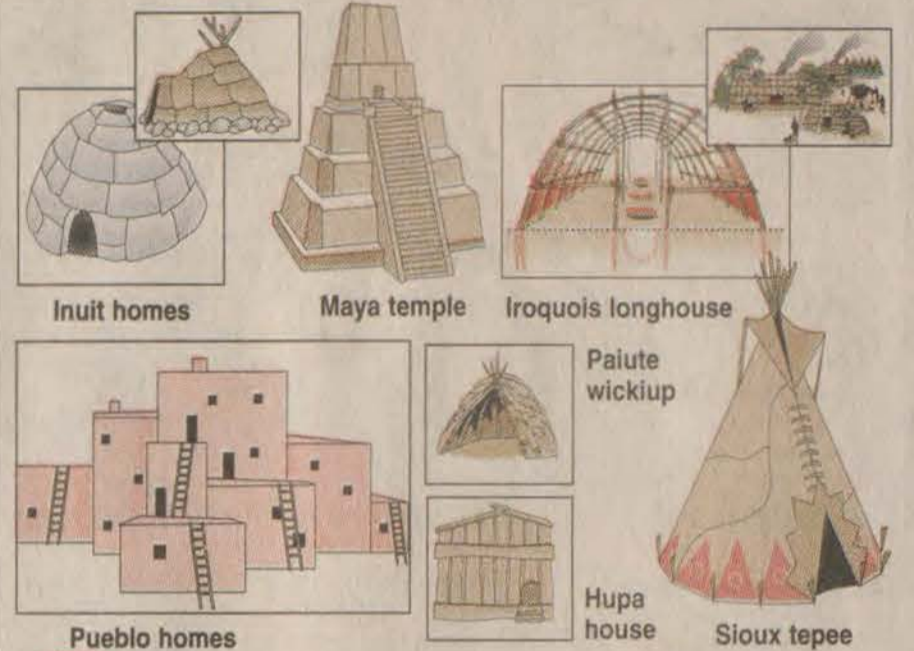 Inuit homes
Maya temple
Iroquois longhouse
Paiute
wickiup
Pueblo homes
Hupa
house
Sioux tepee